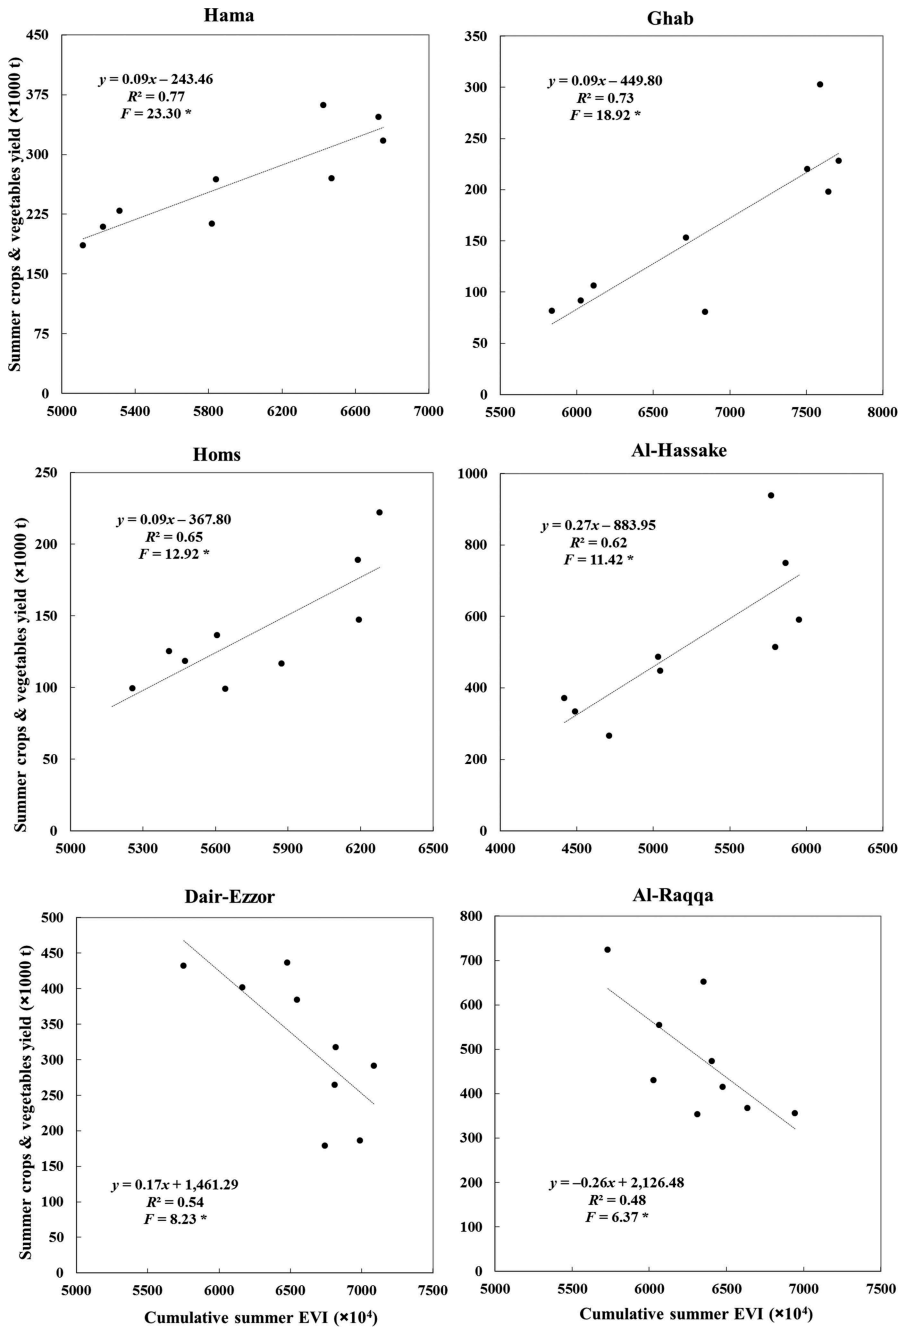 Hama
Summer crops & vegetables yield (×1000 t)
450
375
300
225
150
75
0
y = 0.09x – 243.46
R² = 0.77
F = 23.30 *
5000 5400 5800 6200 6600 7000
Ghab
350
300
250
200
150
100
50
0
y = 0.09x – 449.80
R² = 0.73
F = 18.92 *
5500 6000 6500 7000 7500 8000
Homs
Summer crops & vegetables yield (×1000 t)
250
200
150
100
50
0
y = 0.09x – 367.80
R² = 0.65
F = 12.92 *
5000 5300 5600 5900 6200 6500
Al-Hassake
1000
800
600
400
200
0
y = 0.27x – 883.95
R² = 0.62
F = 11.42 *
4000 4500 5000 5500 6000 6500
Dair-Ezzor
Summer crops & vegetables yield (×1000 t)
500
450
400
350
300
250
200
150
100
50
0
y = 0.17x + 1,461.29
R² = 0.54
F = 8.23 *
5000 5500 6000 6500 7000 7500
Cumulative summer EVI (×10⁴)
Al-Raqqa
800
700
600
500
400
300
200
100
0
y = –0.26x + 2,126.48
R² = 0.48
F = 6.37 *
5000 5500 6000 6500 7000 7500
Cumulative summer EVI (×10⁴)